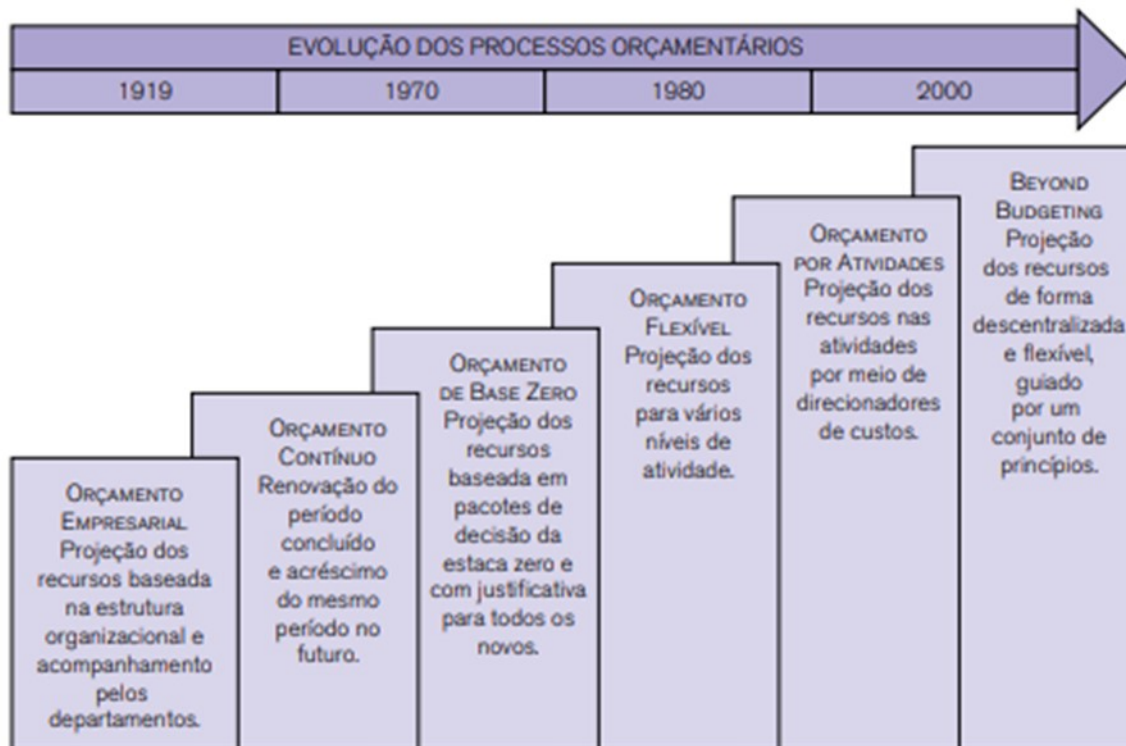 EVOLUÇÃO DOS PROCESSOS ORÇAMENTÁRIOS
1919 1970 1980 2000
ORÇAMENTO
EMPRESARIAL
Projeção dos
recursos baseada
na estrutura
organizacional e
acompanhamento
pelos
departamentos.
ORÇAMENTO
CONTÍNUO
Renovação do
período
concluído
e acréscimo
do mesmo
período no
futuro.
ORÇAMENTO
DE BASE ZERO
Projeção dos
recursos
baseada em
pacotes de
decisão da
estaca zero e
com justificativa
para todos os
novos.
ORÇAMENTO
FLEXÍVEL
Projeção dos
recursos
para vários
níveis de
atividade.
ORÇAMENTO
POR ATIVIDADES
Projeção dos
recursos nas
atividades
por meio de
direcionadores
de custos.
BEYOND
BUDGETING
Projeção
dos recursos
de forma
descentralizada
e flexível,
guiado
por um
conjunto de
princípios.